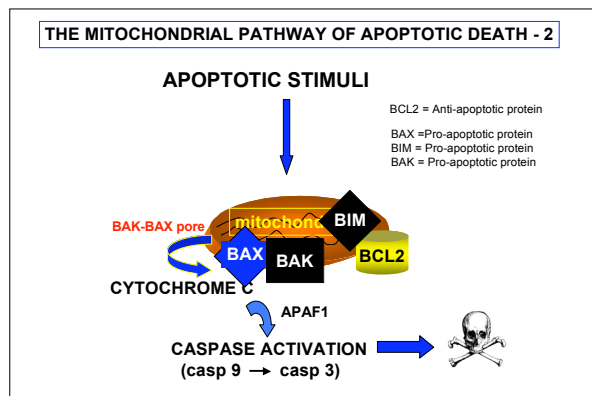 THE MITOCHONDRIAL PATHWAY OF APOPTOTIC DEATH - 2
APOPTOTIC STIMULI
BCL2 = Anti-apoptotic protein
BAX =Pro-apoptotic protein
BIM = Pro-apoptotic protein
BAK = Pro-apoptotic protein
mitochond
BIM
BAK-BAX pore
BAX
BAK
BCL2
CYTOCHROME C
APAF1
CASPASE ACTIVATION
(casp 9 → casp 3)